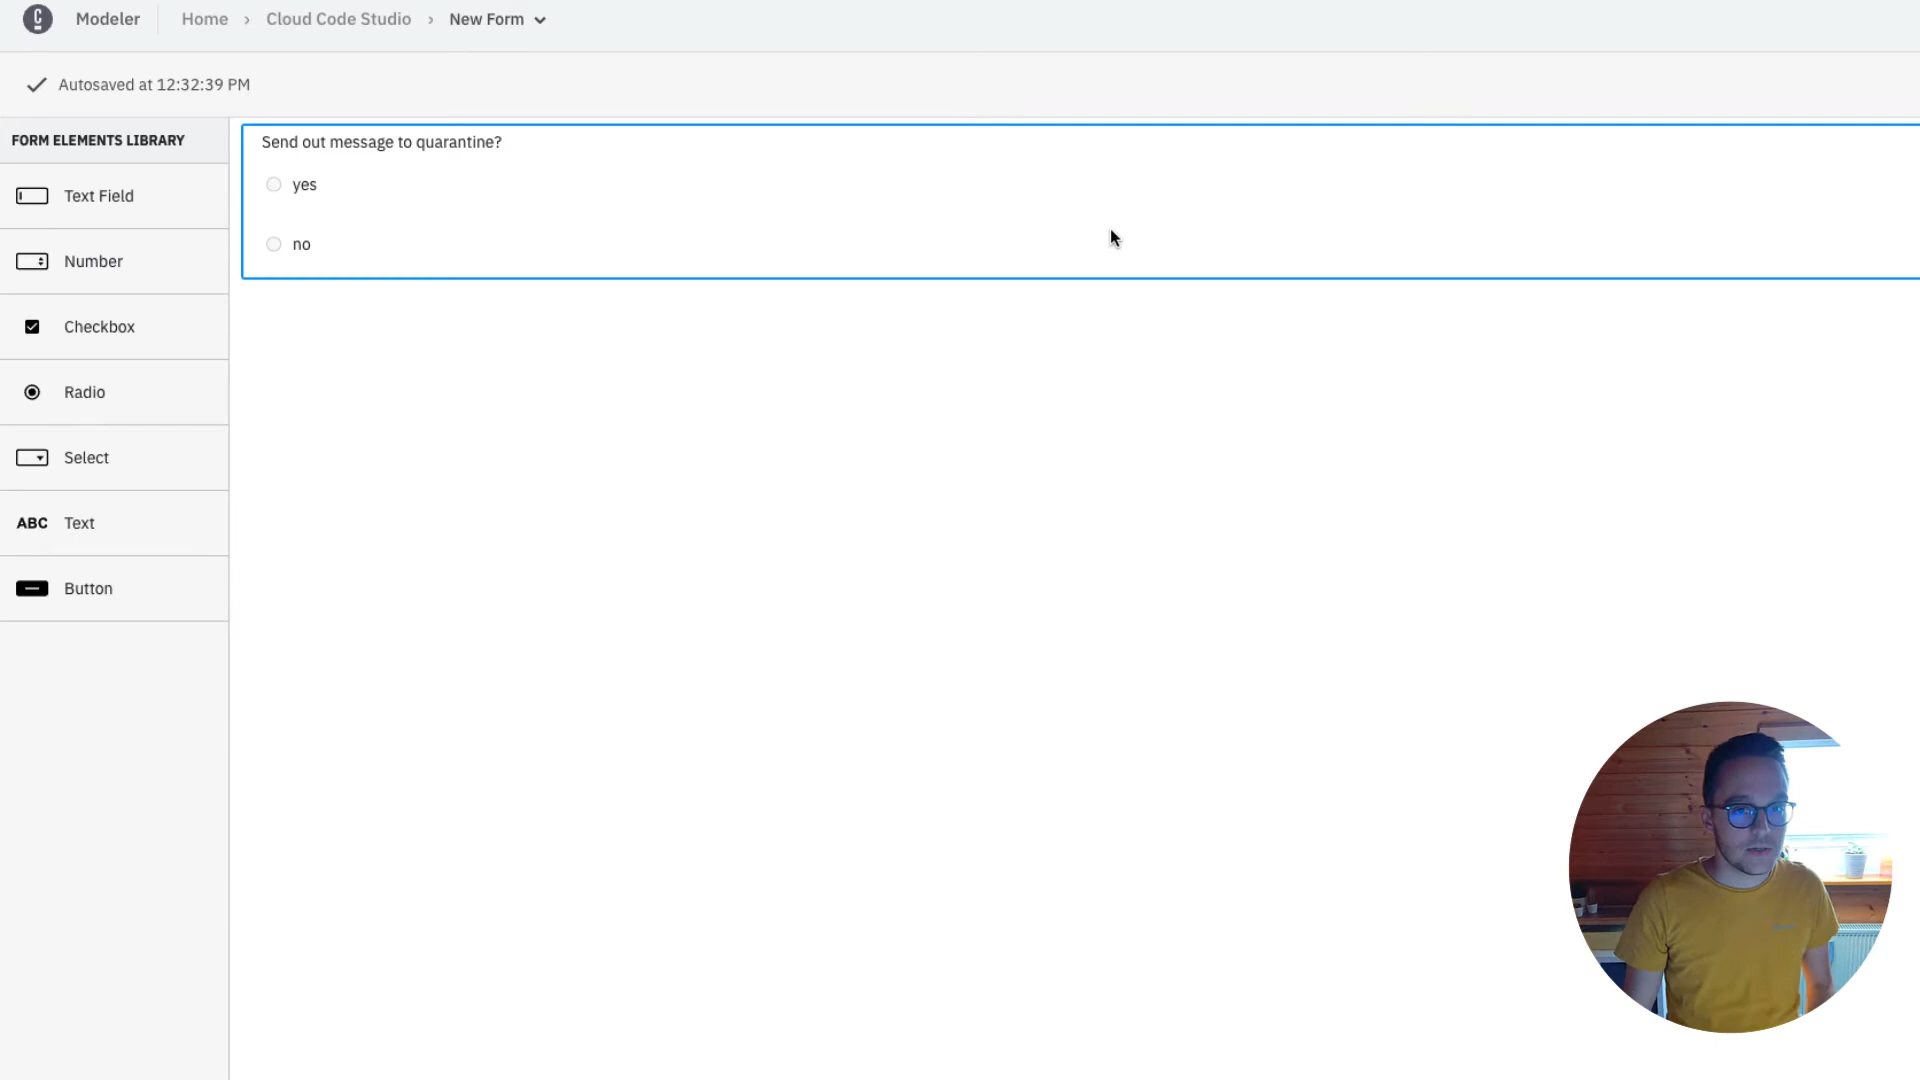 Modeler
Home › Cloud Code Studio › New Form
Autosaved at 12:32:39 PM
FORM ELEMENTS LIBRARY
Text Field
Number
Checkbox
Radio
Select
ABC Text
Button
Send out message to quarantine?
yes
no